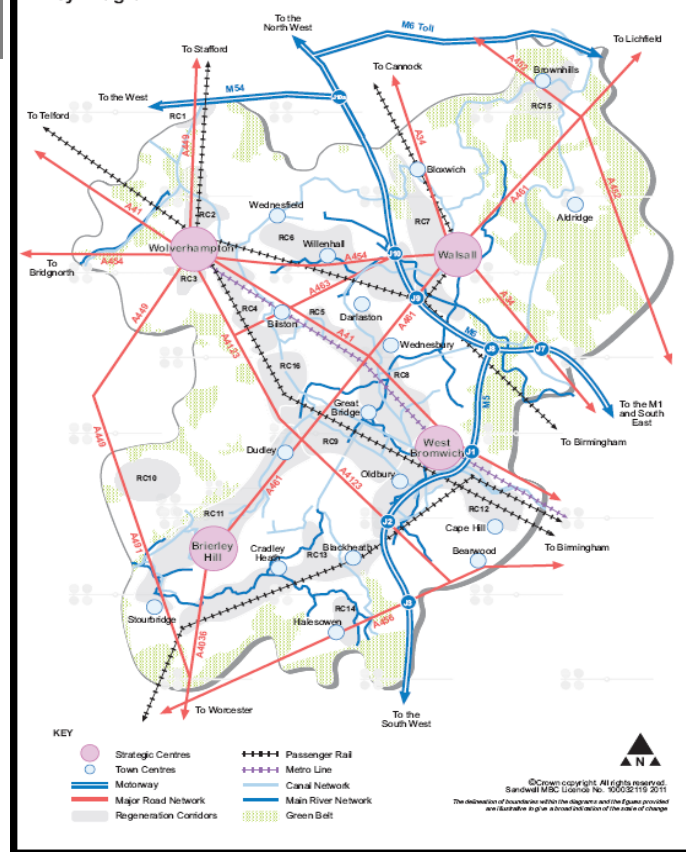 To the
North West
M6 Toll
To Stafford
To Lichfield
To Cannock
A452
Brownhills
To the West
M54
RC15
RC1
To Telford
A449
A34
Bloxwich
A461
A452
A41
RC2
Wednesfield
RC7
Aldridge
RC6
Willenhall
Wolverhampton
A454
J10
Walsall
A454
To
Bridgnorth
RC3
A463
J9
A34
A449
RC4
RC5
Bilston
Darlaston
A461
A41
M6
A4123
Wednesbury
J8
J7
RC16
RC8
M5
To the M1
and South
East
Great
Bridge
A449
RC9
West
Bromwich
To Birmingham
Dudley
J1
RC10
A461
A4123
Oldbury
RC11
RC12
J2
Cape Hill
To Birmingham
A491
Brierley
Hill
Cradley
Heath
RC13
Blackheath
Bearwood
Stourbridge
RC14
J3
Halesowen
A456
A4036
To Worcester
To the
South West
KEY
Strategic Centres
Town Centres
Motorway
Major Road Network
Regeneration Corridors
Passenger Rail
Metro Line
Canal Network
Main River Network
Green Belt
N
©Crown copyright. All rights reserved.
Sandwell MBC Licence No. 100032119 2011
The delineation of boundaries within the diagrams and the figures provided
are illustrative to give a broad indication of the scale of change